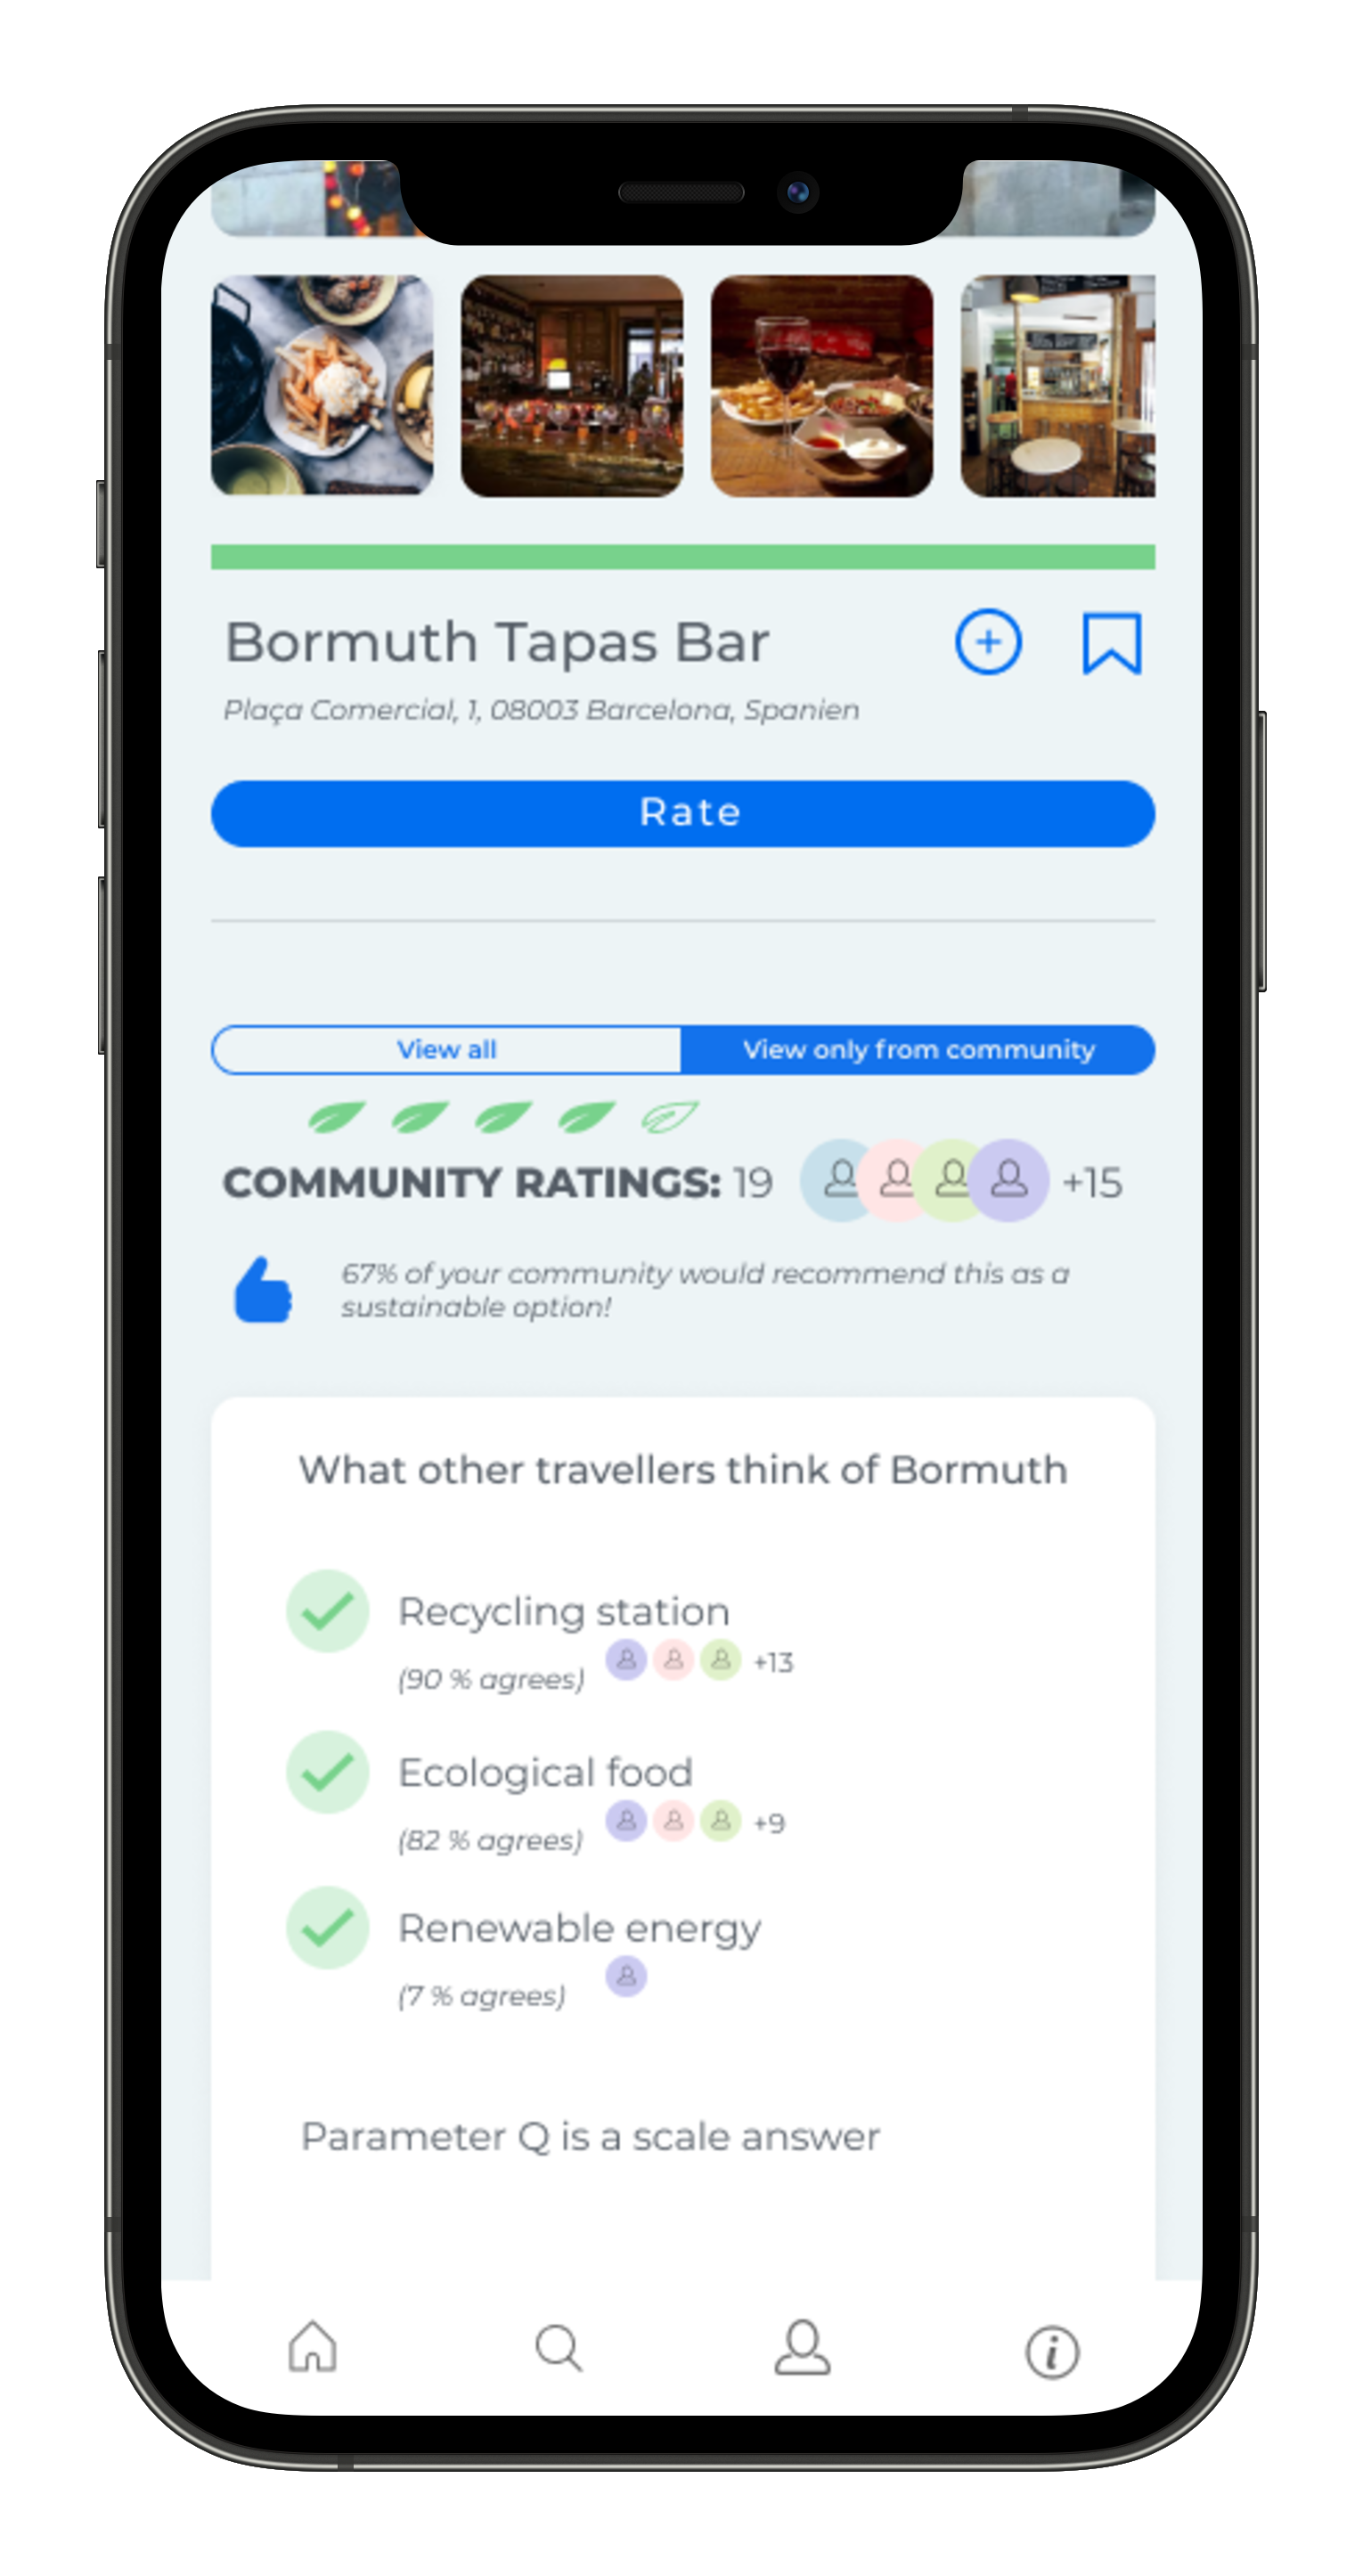 Bormuth Tapas Bar
Plaça Comercial, 1, 08003 Barcelona, Spanien
Rate
View all
View only from community
COMMUNITY RATINGS: 19
+15
67% of your community would recommend this as a
sustainable option!
What other travellers think of Bormuth
Recycling station
(90 % agrees)
+13
Ecological food
(82 % agrees)
+9
Renewable energy
(7 % agrees)
Parameter Q is a scale answer